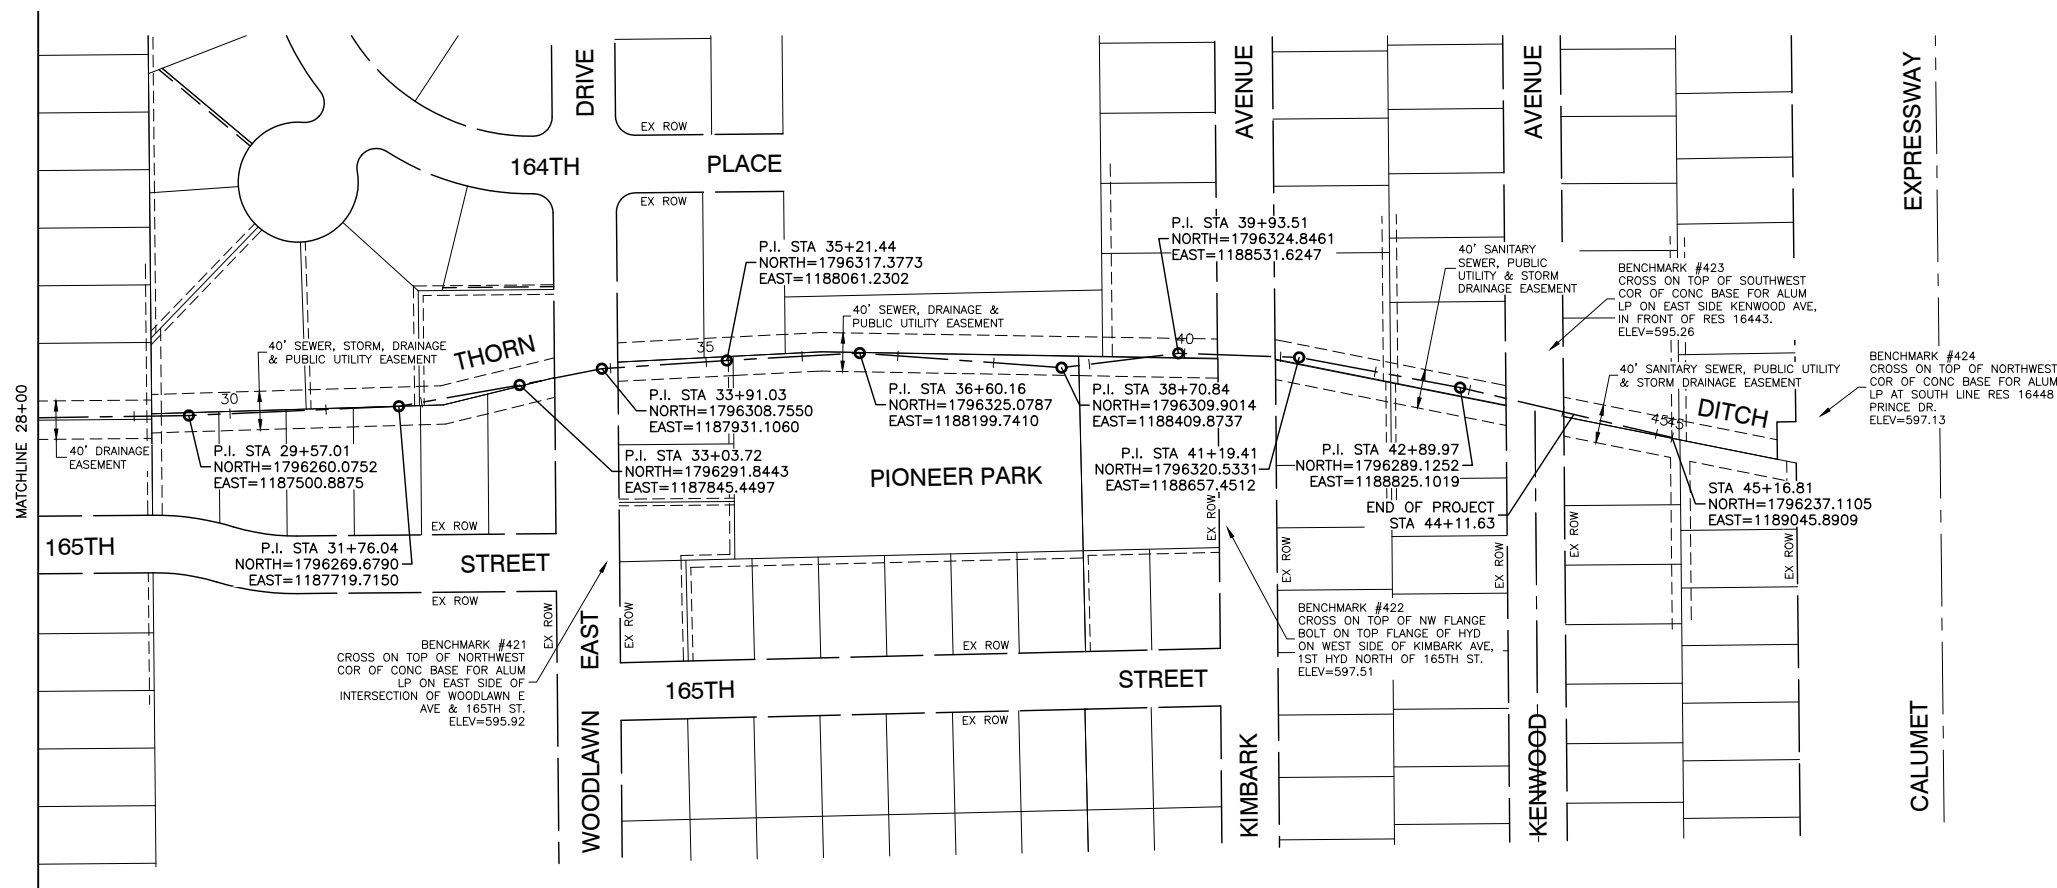 MATCHLINE 28+00
DRIVE
AVENUE
AVENUE
EXPRESSWAY
EX ROW
164TH
PLACE
EX ROW
P.I. STA 35+21.44
NORTH=1796317.3773
EAST=1188061.2302
P.I. STA 39+93.51
NORTH=1796324.8461
EAST=1188531.6247
40' SANITARY
SEWER, PUBLIC
UTILITY & STORM
DRAINAGE EASEMENT
BENCHMARK #423
CROSS ON TOP OF SOUTHWEST
COR OF CONC BASE FOR ALUM
LP ON EAST SIDE KENWOOD AVE,
IN FRONT OF RES 16443.
ELEV=595.26
40' SEWER, DRAINAGE &
PUBLIC UTILITY EASEMENT
40' SEWER, STORM, DRAINAGE
& PUBLIC UTILITY EASEMENT
THORN
35
40
30
BENCHMARK #424
CROSS ON TOP OF NORTHWEST
COR OF CONC BASE FOR ALUM
LP AT SOUTH LINE RES 16448
PRINCE DR.
ELEV=597.13
40' SANITARY SEWER, PUBLIC UTILITY
& STORM DRAINAGE EASEMENT
DITCH
4545
P.I. STA 33+91.03
NORTH=1796308.7550
EAST=1187931.1060
P.I. STA 36+60.16
NORTH=1796325.0787
EAST=1188199.7410
P.I. STA 38+70.84
NORTH=1796309.9014
EAST=1188409.8737
40' DRAINAGE
EASEMENT
P.I. STA 29+57.01
NORTH=1796260.0752
EAST=1187500.8875
P.I. STA 33+03.72
NORTH=1796291.8443
EAST=1187845.4497
PIONEER PARK
P.I. STA 41+19.41
NORTH=1796320.5331
EAST=1188657.4512
P.I. STA 42+89.97
NORTH=1796289.1252
EAST=1188825.1019
END OF PROJECT
STA 44+11.63
STA 45+16.81
NORTH=1796237.1105
EAST=1189045.8909
165TH
P.I. STA 31+76.04
NORTH=1796269.6790
EAST=1187719.7150
EX ROW
STREET
EX ROW
EX ROW
EX ROW
EX ROW
EX ROW
EX ROW
EX ROW
EX ROW
BENCHMARK #421
CROSS ON TOP OF NORTHWEST
COR OF CONC BASE FOR ALUM
LP ON EAST SIDE OF
INTERSECTION OF WOODLAWN E
AVE & 165TH ST.
ELEV=595.92
EAST
EX ROW
BENCHMARK #422
CROSS ON TOP OF NW FLANGE
BOLT ON TOP FLANGE OF HYD
ON WEST SIDE OF KIMBARK AVE,
1ST HYD NORTH OF 165TH ST.
ELEV=597.51
165TH
STREET
EX ROW
WOODLAWN
KIMBARK
KENWOOD
CALUMET